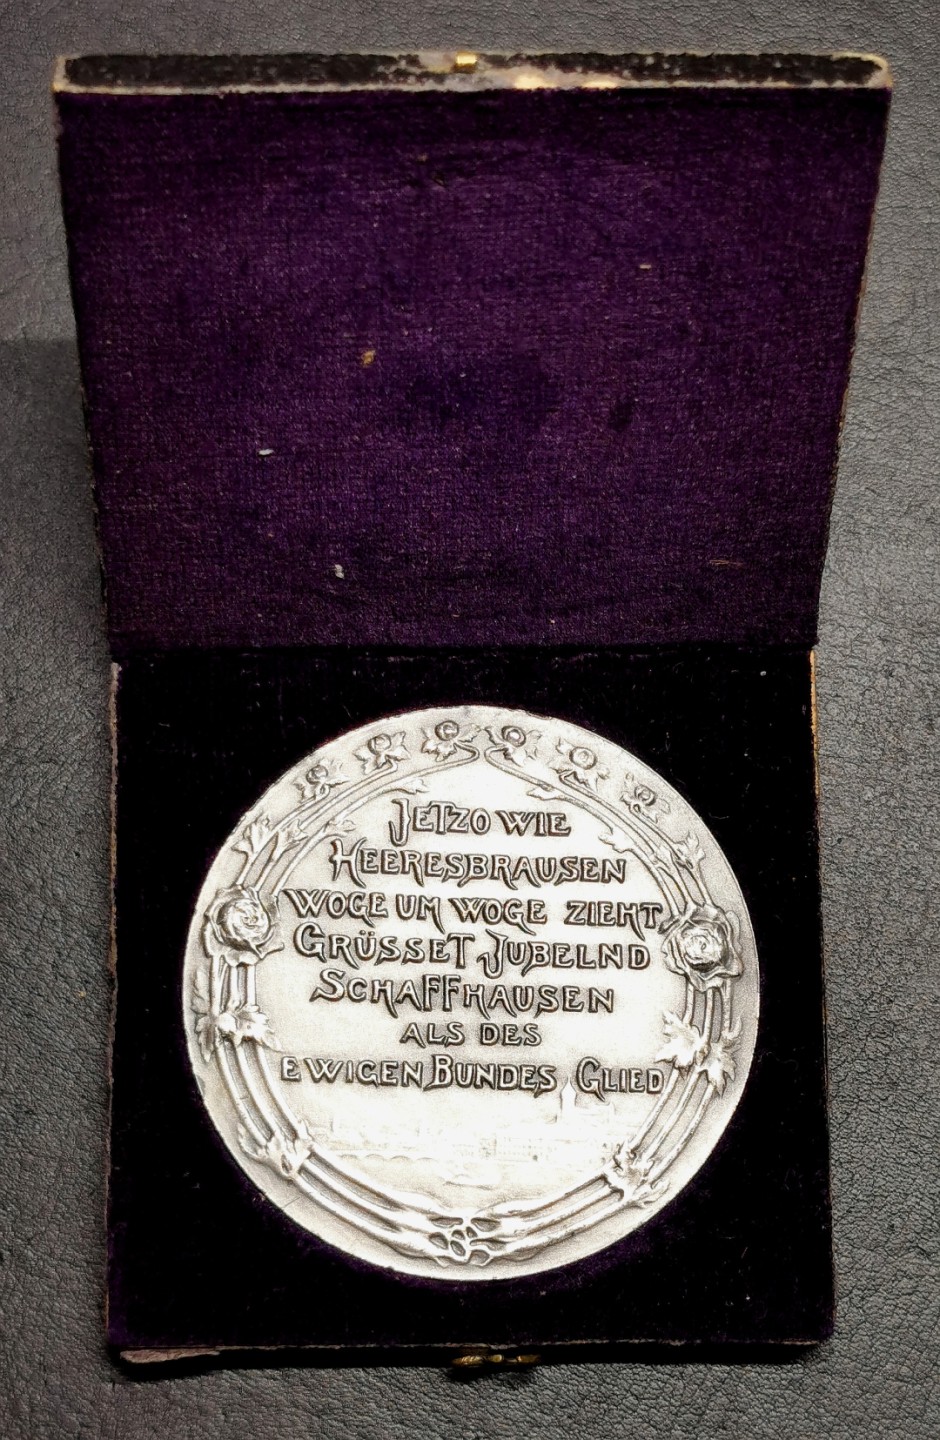 JETZO WIE
HEERESBRAUSEN
WOGE UM WOGE ZIEHT
GRÜSSET JUBELND
SCHAFFHAUSEN
ALS DES
EWIGEN BUNDES GLIED